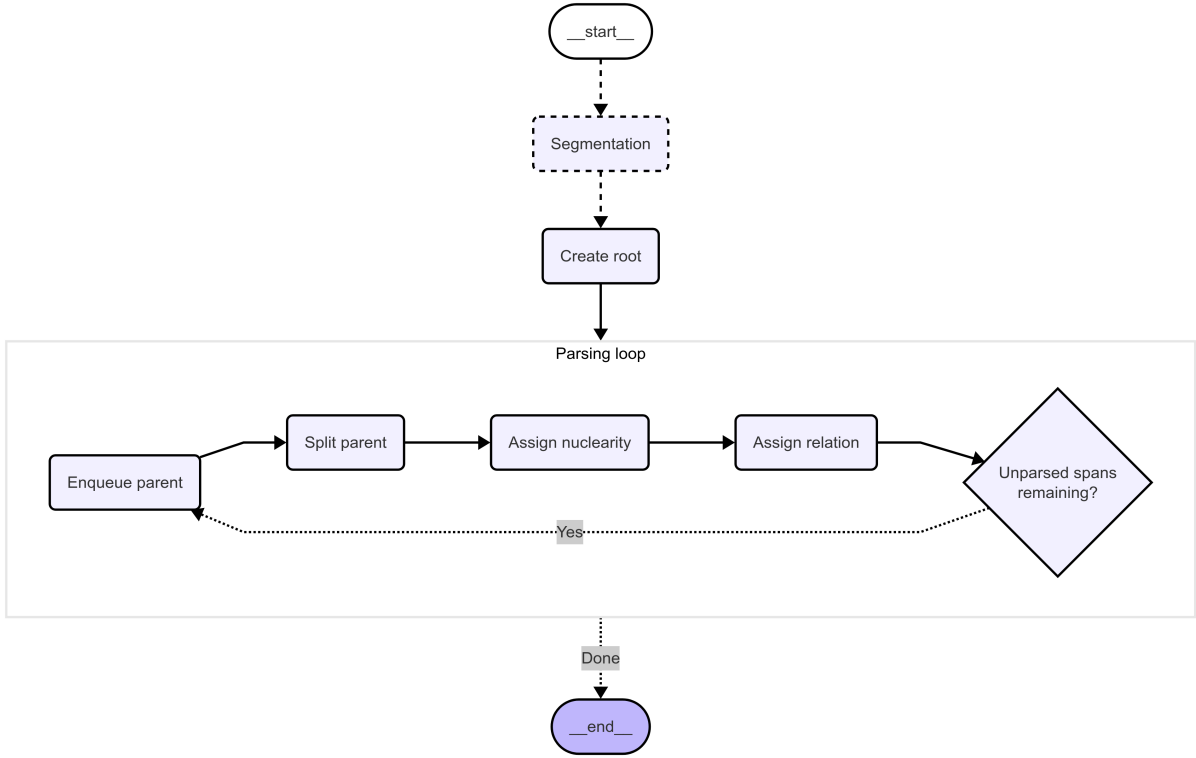 __start__
Segmentation
Create root
Parsing loop
Enqueue parent
Split parent
Assign nuclearity
Assign relation
Unparsed spans
remaining?
Yes
Done
__end__